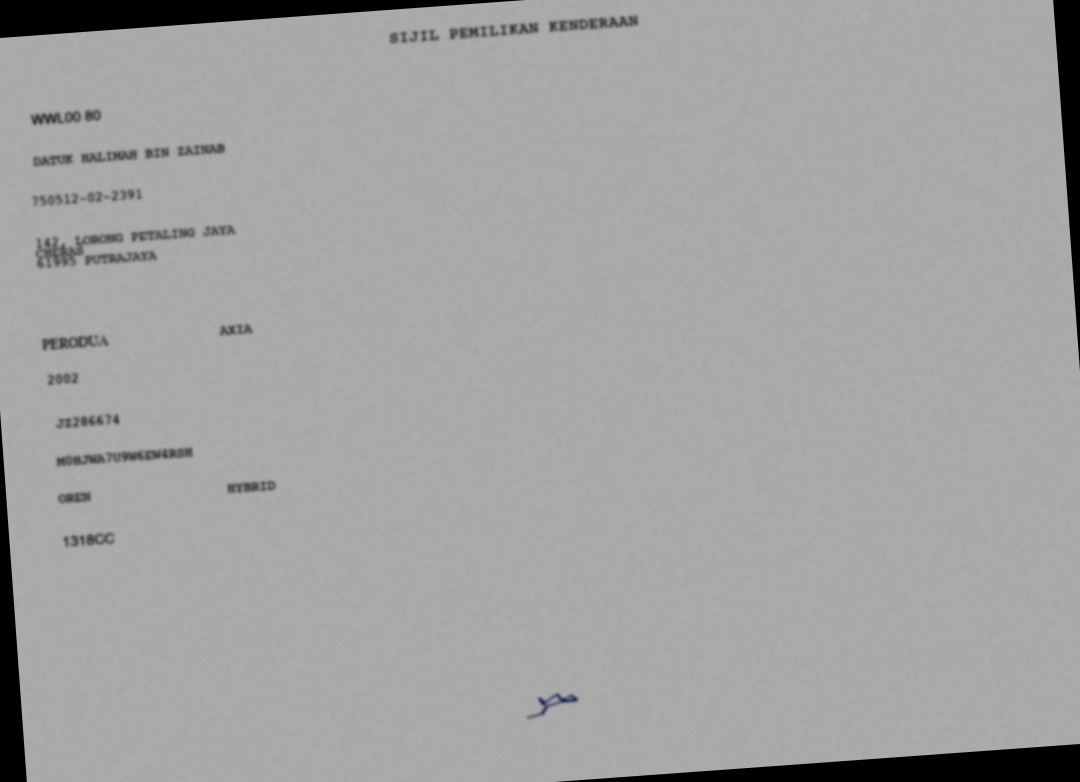 SIJIL PEMILIKAN KENDERAAN
WWL00 80
DATUK HALIMAH BIN ZAINAB
750512-02-2391
142, LORONG PETALING JAYA
CHERAS
61995 PUTRAJAYA
PERODUA AXIA
2002
JZ286674
M0HJWA7U9W6EW4RSH
OREN HYBRID
1318CC